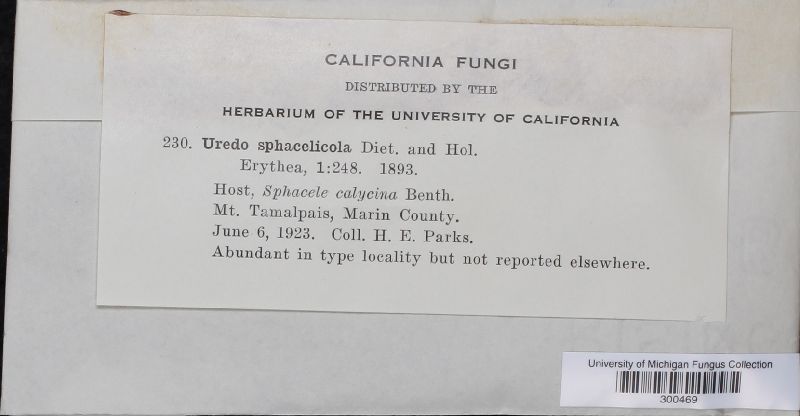 CALIFORNIA FUNGI
DISTRIBUTED BY THE
HERBARIUM OF THE UNIVERSITY OF CALIFORNIA
230. Uredo sphacelicola Diet. and Hol.
Erythea, 1:248. 1893.
Host, Sphacele calycina Benth.
Mt. Tamalpais, Marin County.
June 6, 1923. Coll. H. E. Parks.
Abundant in type locality but not reported elsewhere.
University of Michigan Fungus Collection
300469